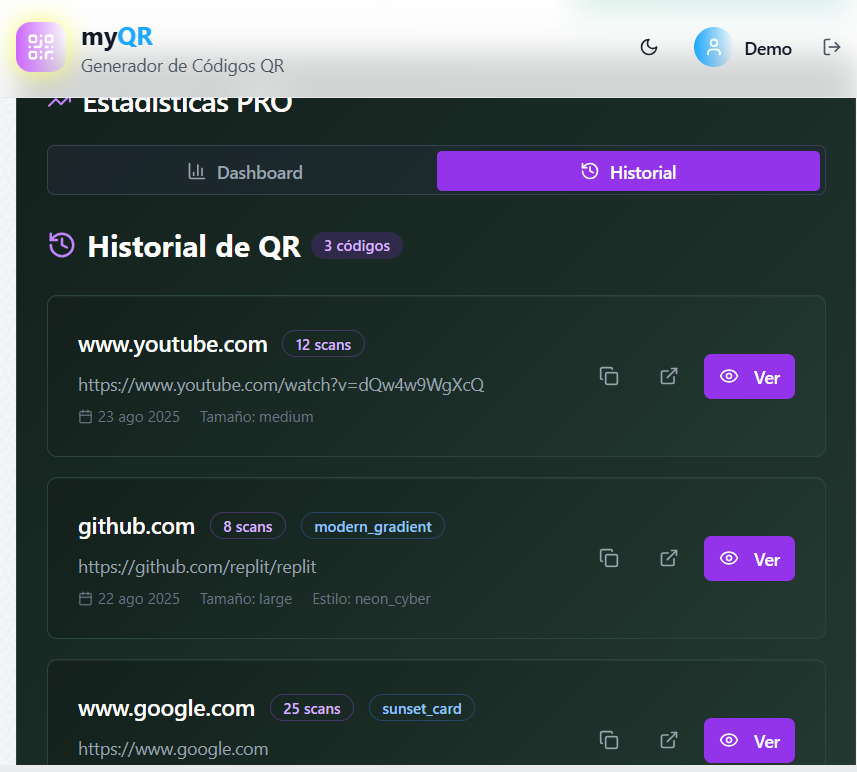 myQR
Generador de Códigos QR
Demo
Estadísticas PRO
Dashboard
Historial
Historial de QR
3 códigos
www.youtube.com
12 scans
https://www.youtube.com/watch?v=dQw4w9WgXcQ
23 ago 2025
Tamaño: medium
Ver
github.com
8 scans
modern_gradient
https://github.com/replit/replit
22 ago 2025
Tamaño: large
Estilo: neon_cyber
Ver
www.google.com
25 scans
sunset_card
https://www.google.com
Ver